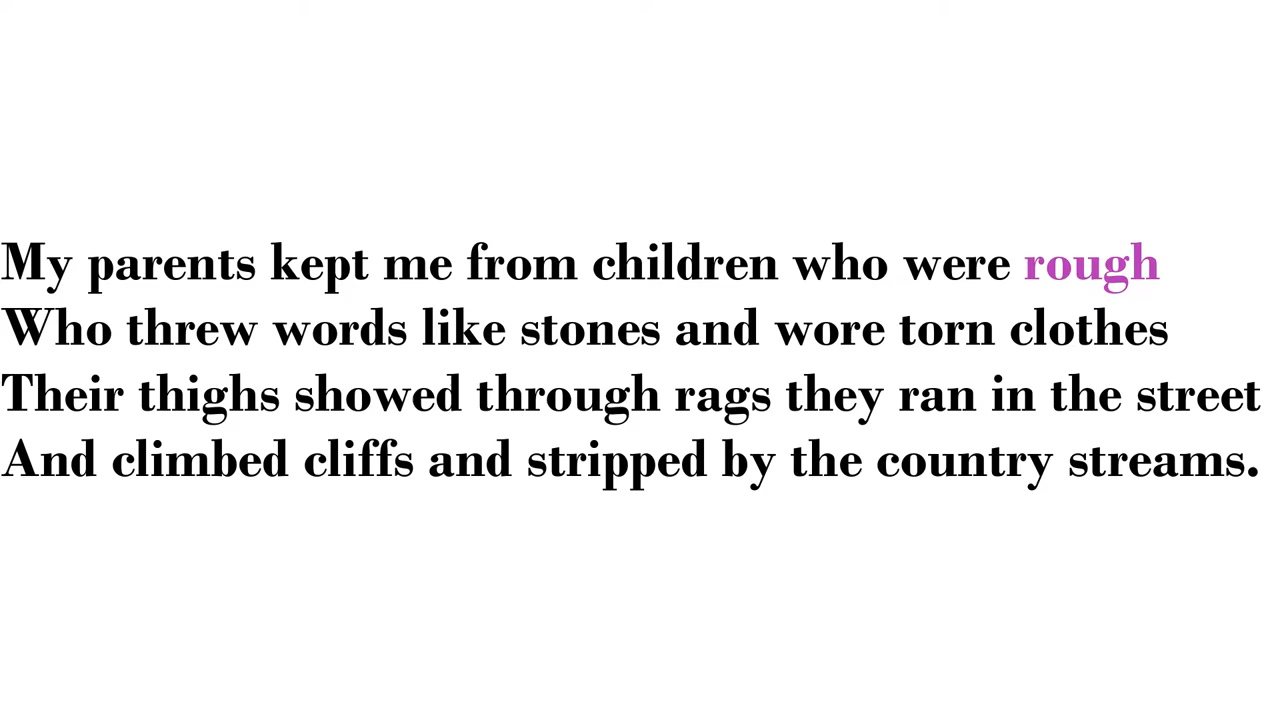 My parents kept me from children who were rough
Who threw words like stones and wore torn clothes
Their thighs showed through rags they ran in the street
And climbed cliffs and stripped by the country streams.